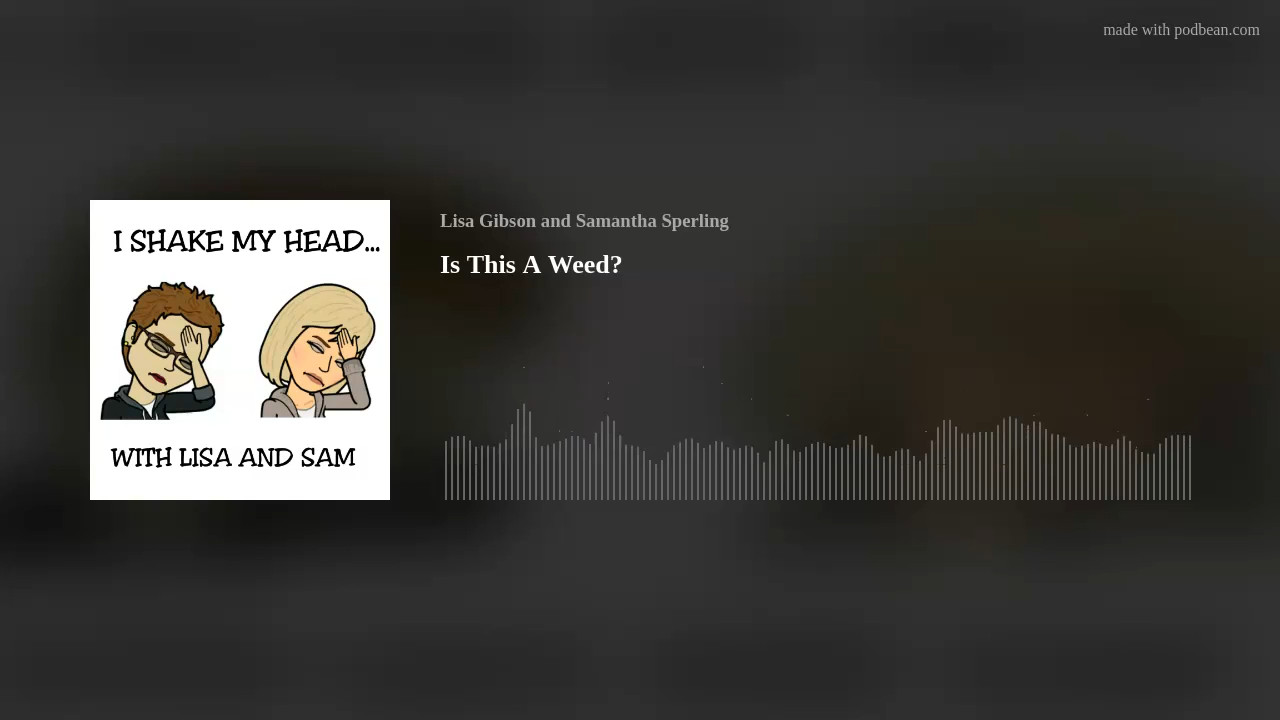 made with podbean.com
I SHAKE MY HEAD...
WITH LISA AND SAM
Lisa Gibson and Samantha Sperling
Is This A Weed?